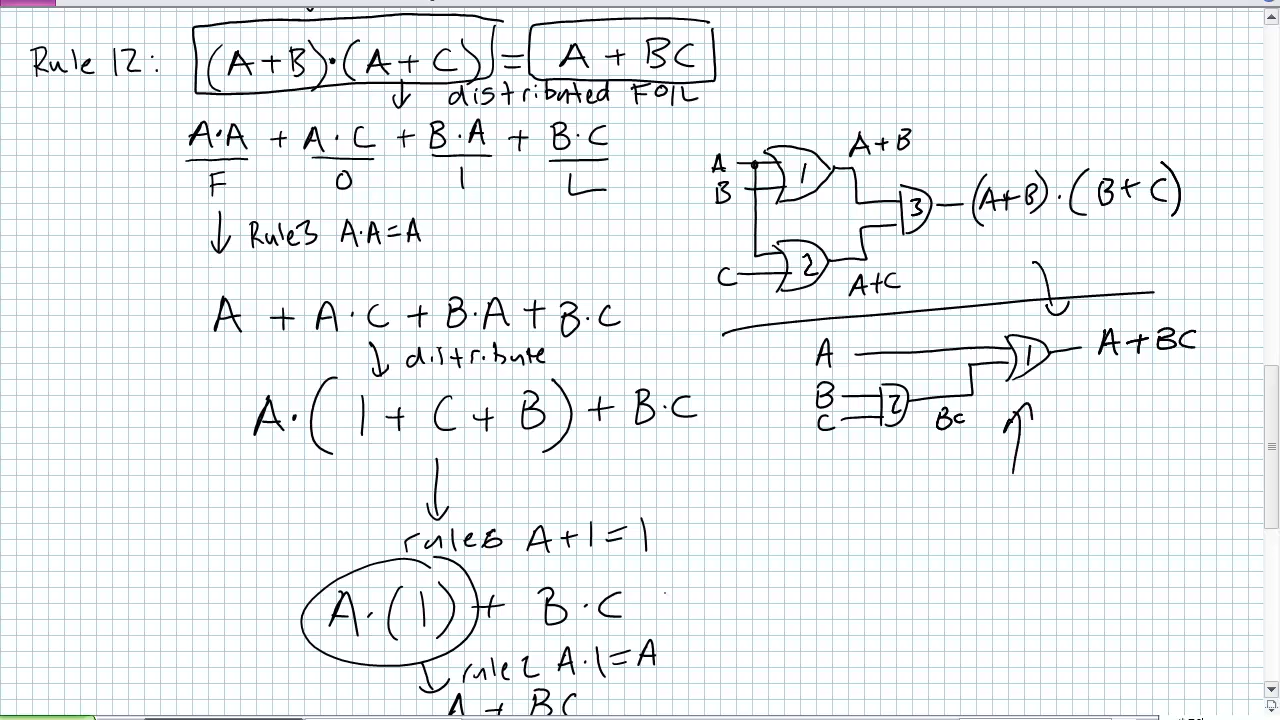 Rule 12: (A+B)·(A+C) = A + BC
distributed FOIL
A·A + A·C + B·A + B·C
F O I L
Rule3 A·A=A
A + A·C + B·A + B·C
distribute
A·(1 + C + B) + B·C
rule6 A+1=1
A·(1) + B·C
rule2 A·1=A
A + BC
A
B
1
A+B
C
2
A+C
3
(A+B)·(B+C)
A
B
C
2
BC
1
A+BC